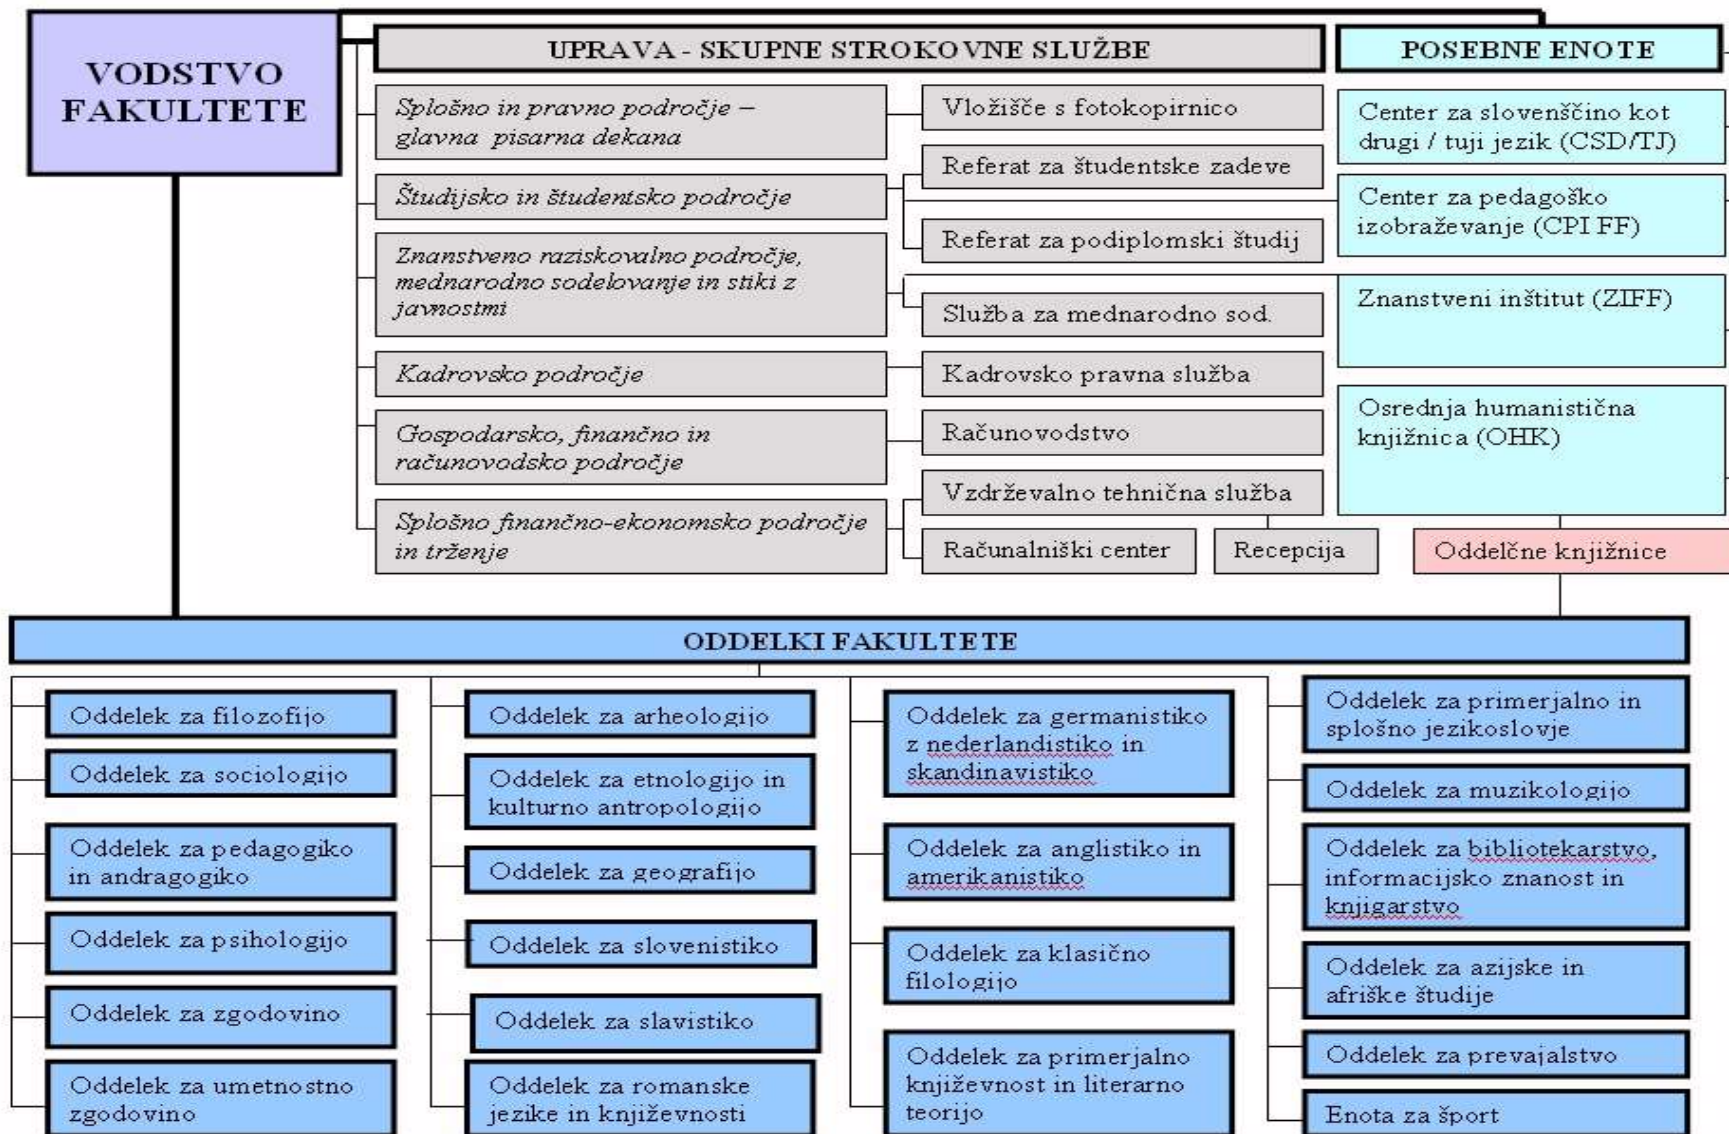 VODSTVO
FAKULTETE
UPRAVA - SKUPNE STROKOVNE SLUŽBE
Splošno in pravno področje –
glavna pisarna dekana
Študijsko in študentsko področje
Znanstveno raziskovalno področje,
mednarodno sodelovanje in stiki z
javnostmi
Kadrovsko področje
Gospodarsko, finančno in
računovodsko področje
Splošno finančno-ekonomsko področje
in trženje
Vložišče s fotokopirnico
Referat za študentske zadeve
Referat za podiplomski študij
Služba za mednarodno sod.
Kadrovsko pravna služba
Računovodstvo
Vzdrževalno tehnična služba
Računalniški center
Recepcija
POSEBNE ENOTE
Center za slovenščino kot
drugi / tuji jezik (CSD/TJ)
Center za pedagoško
izobraževanje (CPI FF)
Znanstveni inštitut (ZIFF)
Osrednja humanistična
knjižnica (OHK)
Oddelčne knjižnice
ODDELKI FAKULTETE
Oddelek za filozofijo
Oddelek za sociologijo
Oddelek za pedagogiko
in andragogiko
Oddelek za psihologijo
Oddelek za zgodovino
Oddelek za umetnostno
zgodovino
Oddelek za arheologijo
Oddelek za etnologijo in
kulturno antropologijo
Oddelek za geografijo
Oddelek za slovenistiko
Oddelek za slavistiko
Oddelek za romanske
jezike in književnosti
Oddelek za germanistiko
z nederlandistiko in
skandinavistiko
Oddelek za anglistiko in
amerikanistiko
Oddelek za klasično
filologijo
Oddelek za primerjalno
književnost in literarno
teorijo
Oddelek za primerjalno in
splošno jezikoslovje
Oddelek za muzikologijo
Oddelek za bibliotekarstvo,
informacijsko znanost in
knjigarstvo
Oddelek za azijske in
afriške študije
Oddelek za prevajalstvo
Enota za šport